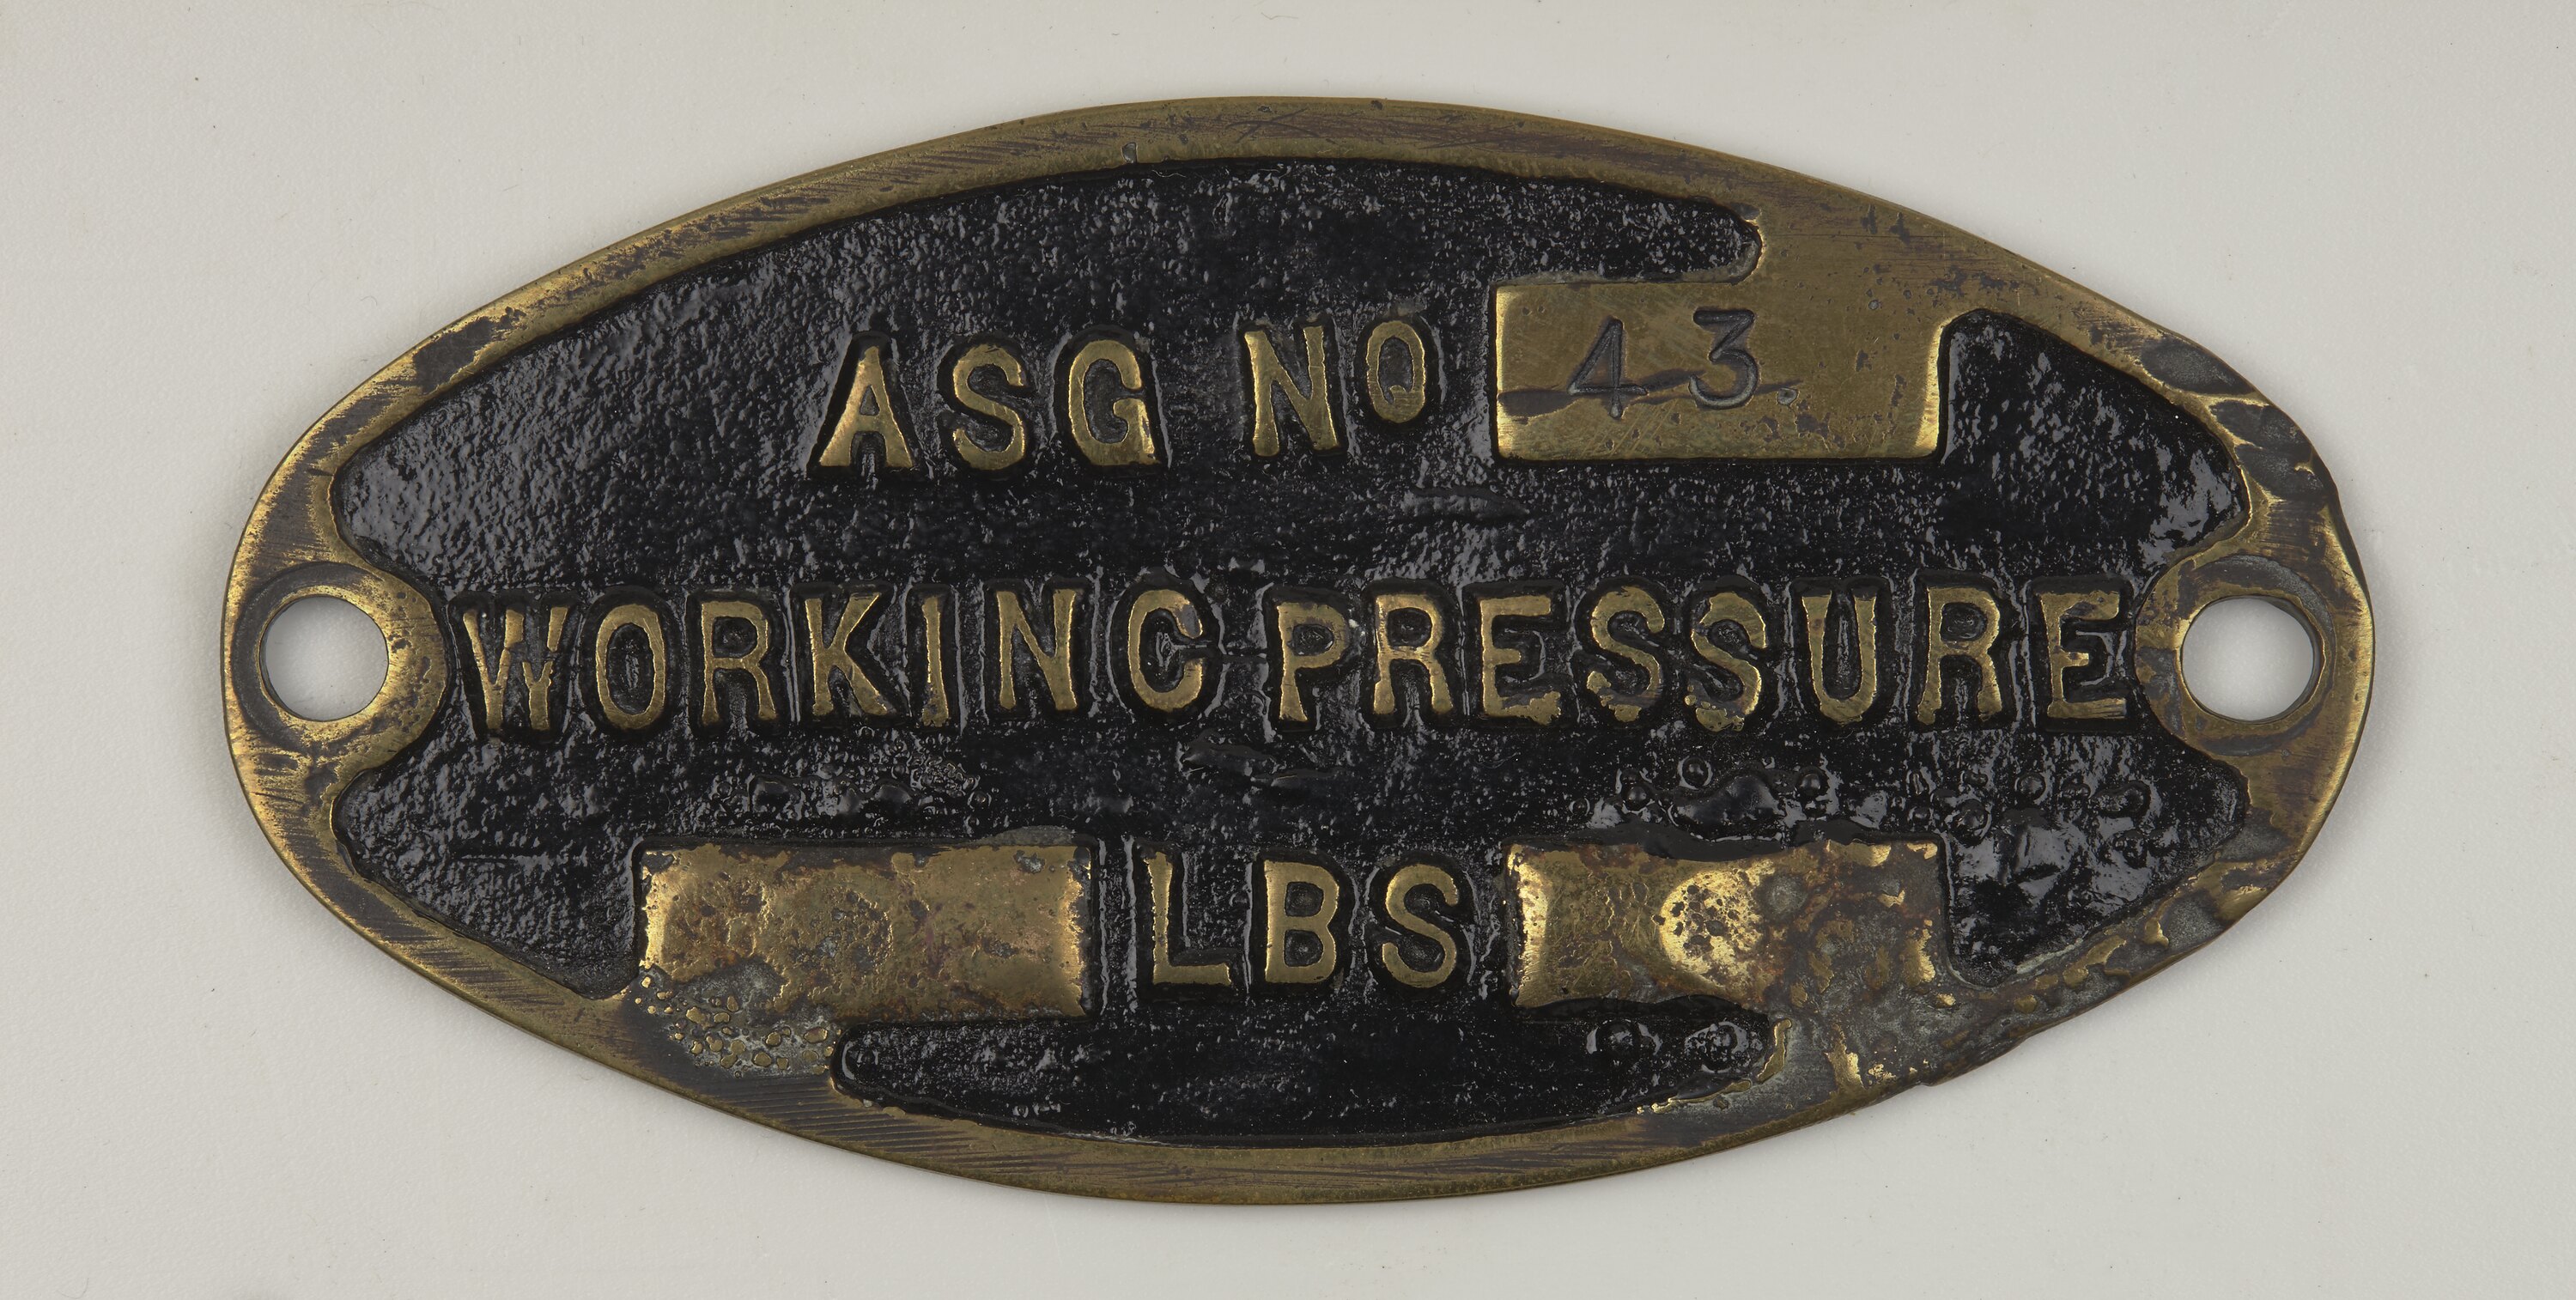 ASG NO 43.
WORKING PRESSURE
LBS